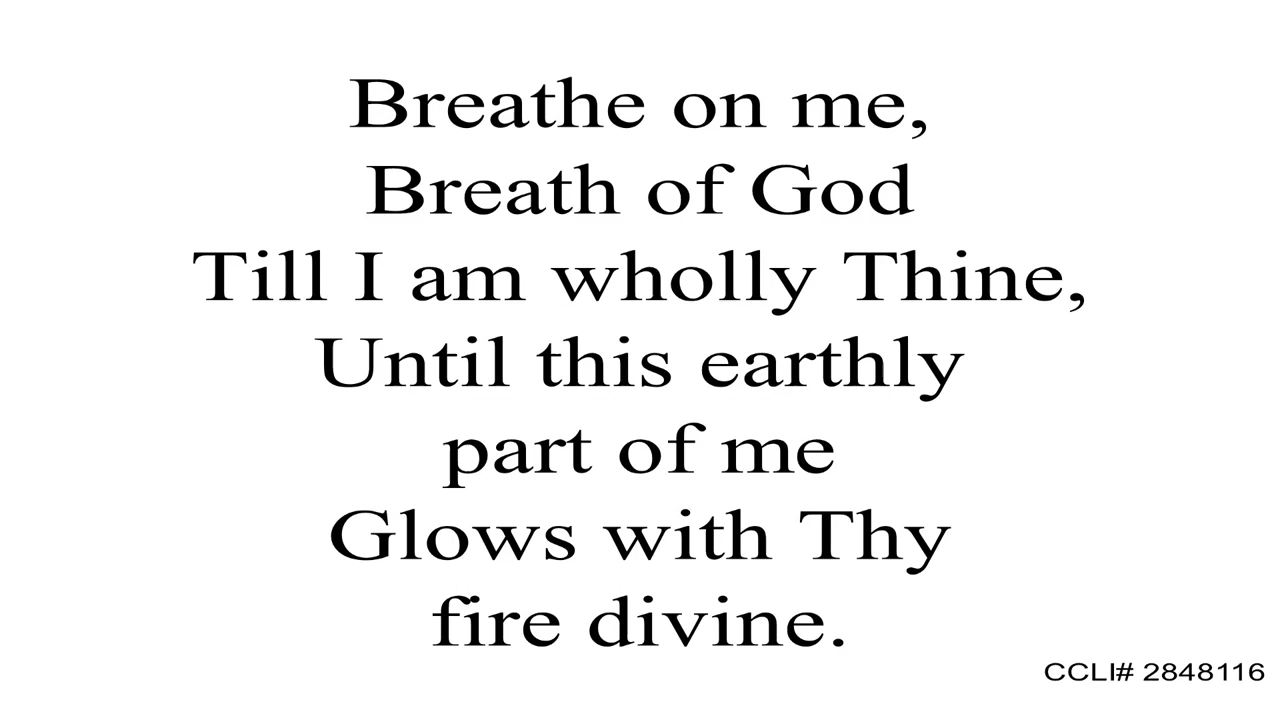 Breathe on me,
Breath of God
Till I am wholly Thine,
Until this earthly
part of me
Glows with Thy
fire divine.
CCLI# 2848116